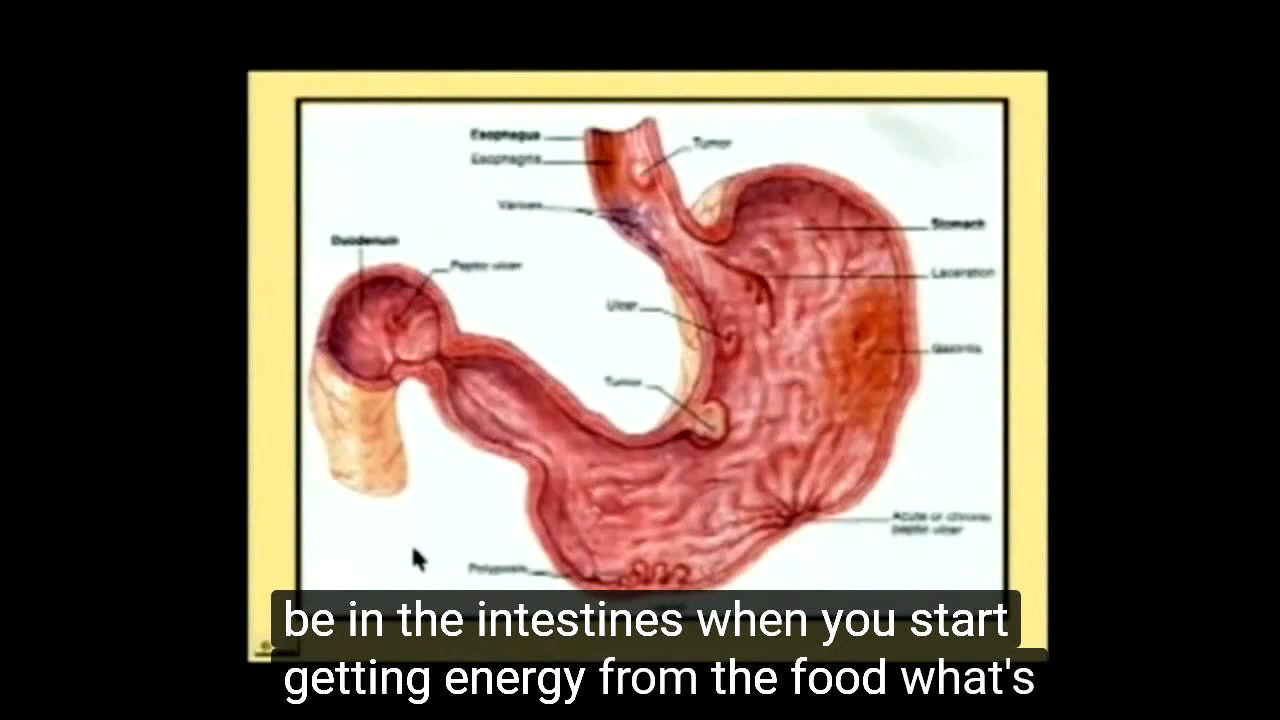 Esophagus
Esophagitis
Tumor
Varices
Stomach
Duodenum
Peptic ulcer
Laceration
Ulcer
Gastritis
Tumor
Acute or chronic
peptic ulcer
Polyposis
be in the intestines when you start
getting energy from the food what's